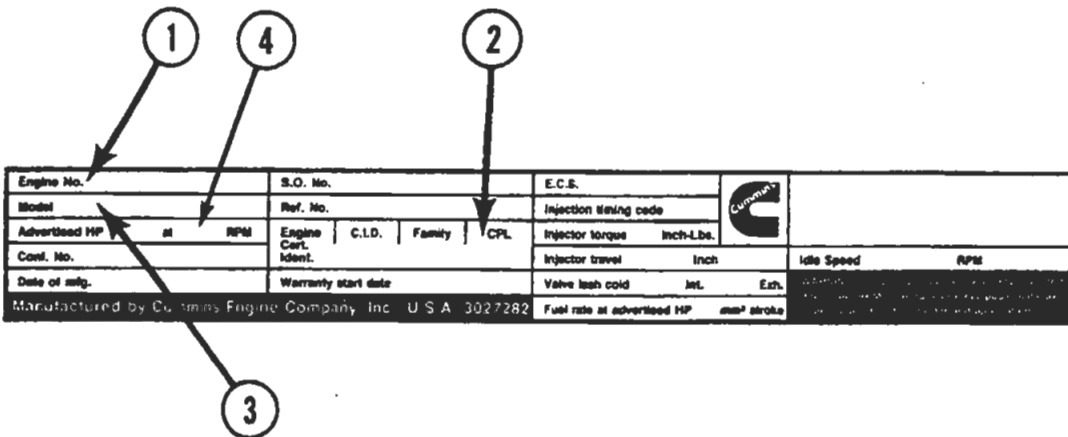 1
4
2
Engine No.
Model
Advertised HP at RPM
Conf. No.
Date of mfg.
Manufactured by Cummins Engine Company Inc U S A 3027282
S.O. No.
Ref. No.
Engine Cert. Ident.
C.I.D. Family CPL
Warranty start date
E.C.S.
Injection timing code
Injector torque Inch-Lbs.
Injector travel Inch
Valve lash cold Int. Exh.
Fuel rate at advertised HP mm³ stroke
Cummins
Idle Speed RPM
3